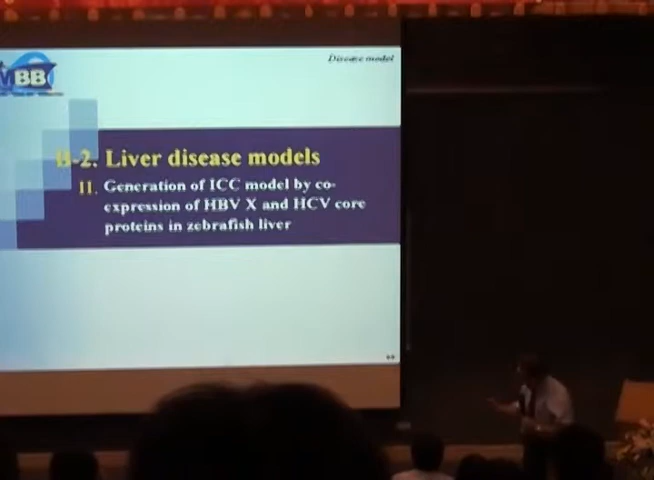 Disease model
MBB
B-2. Liver disease models
II. Generation of ICC model by co-
expression of HBV X and HCV core
proteins in zebrafish liver